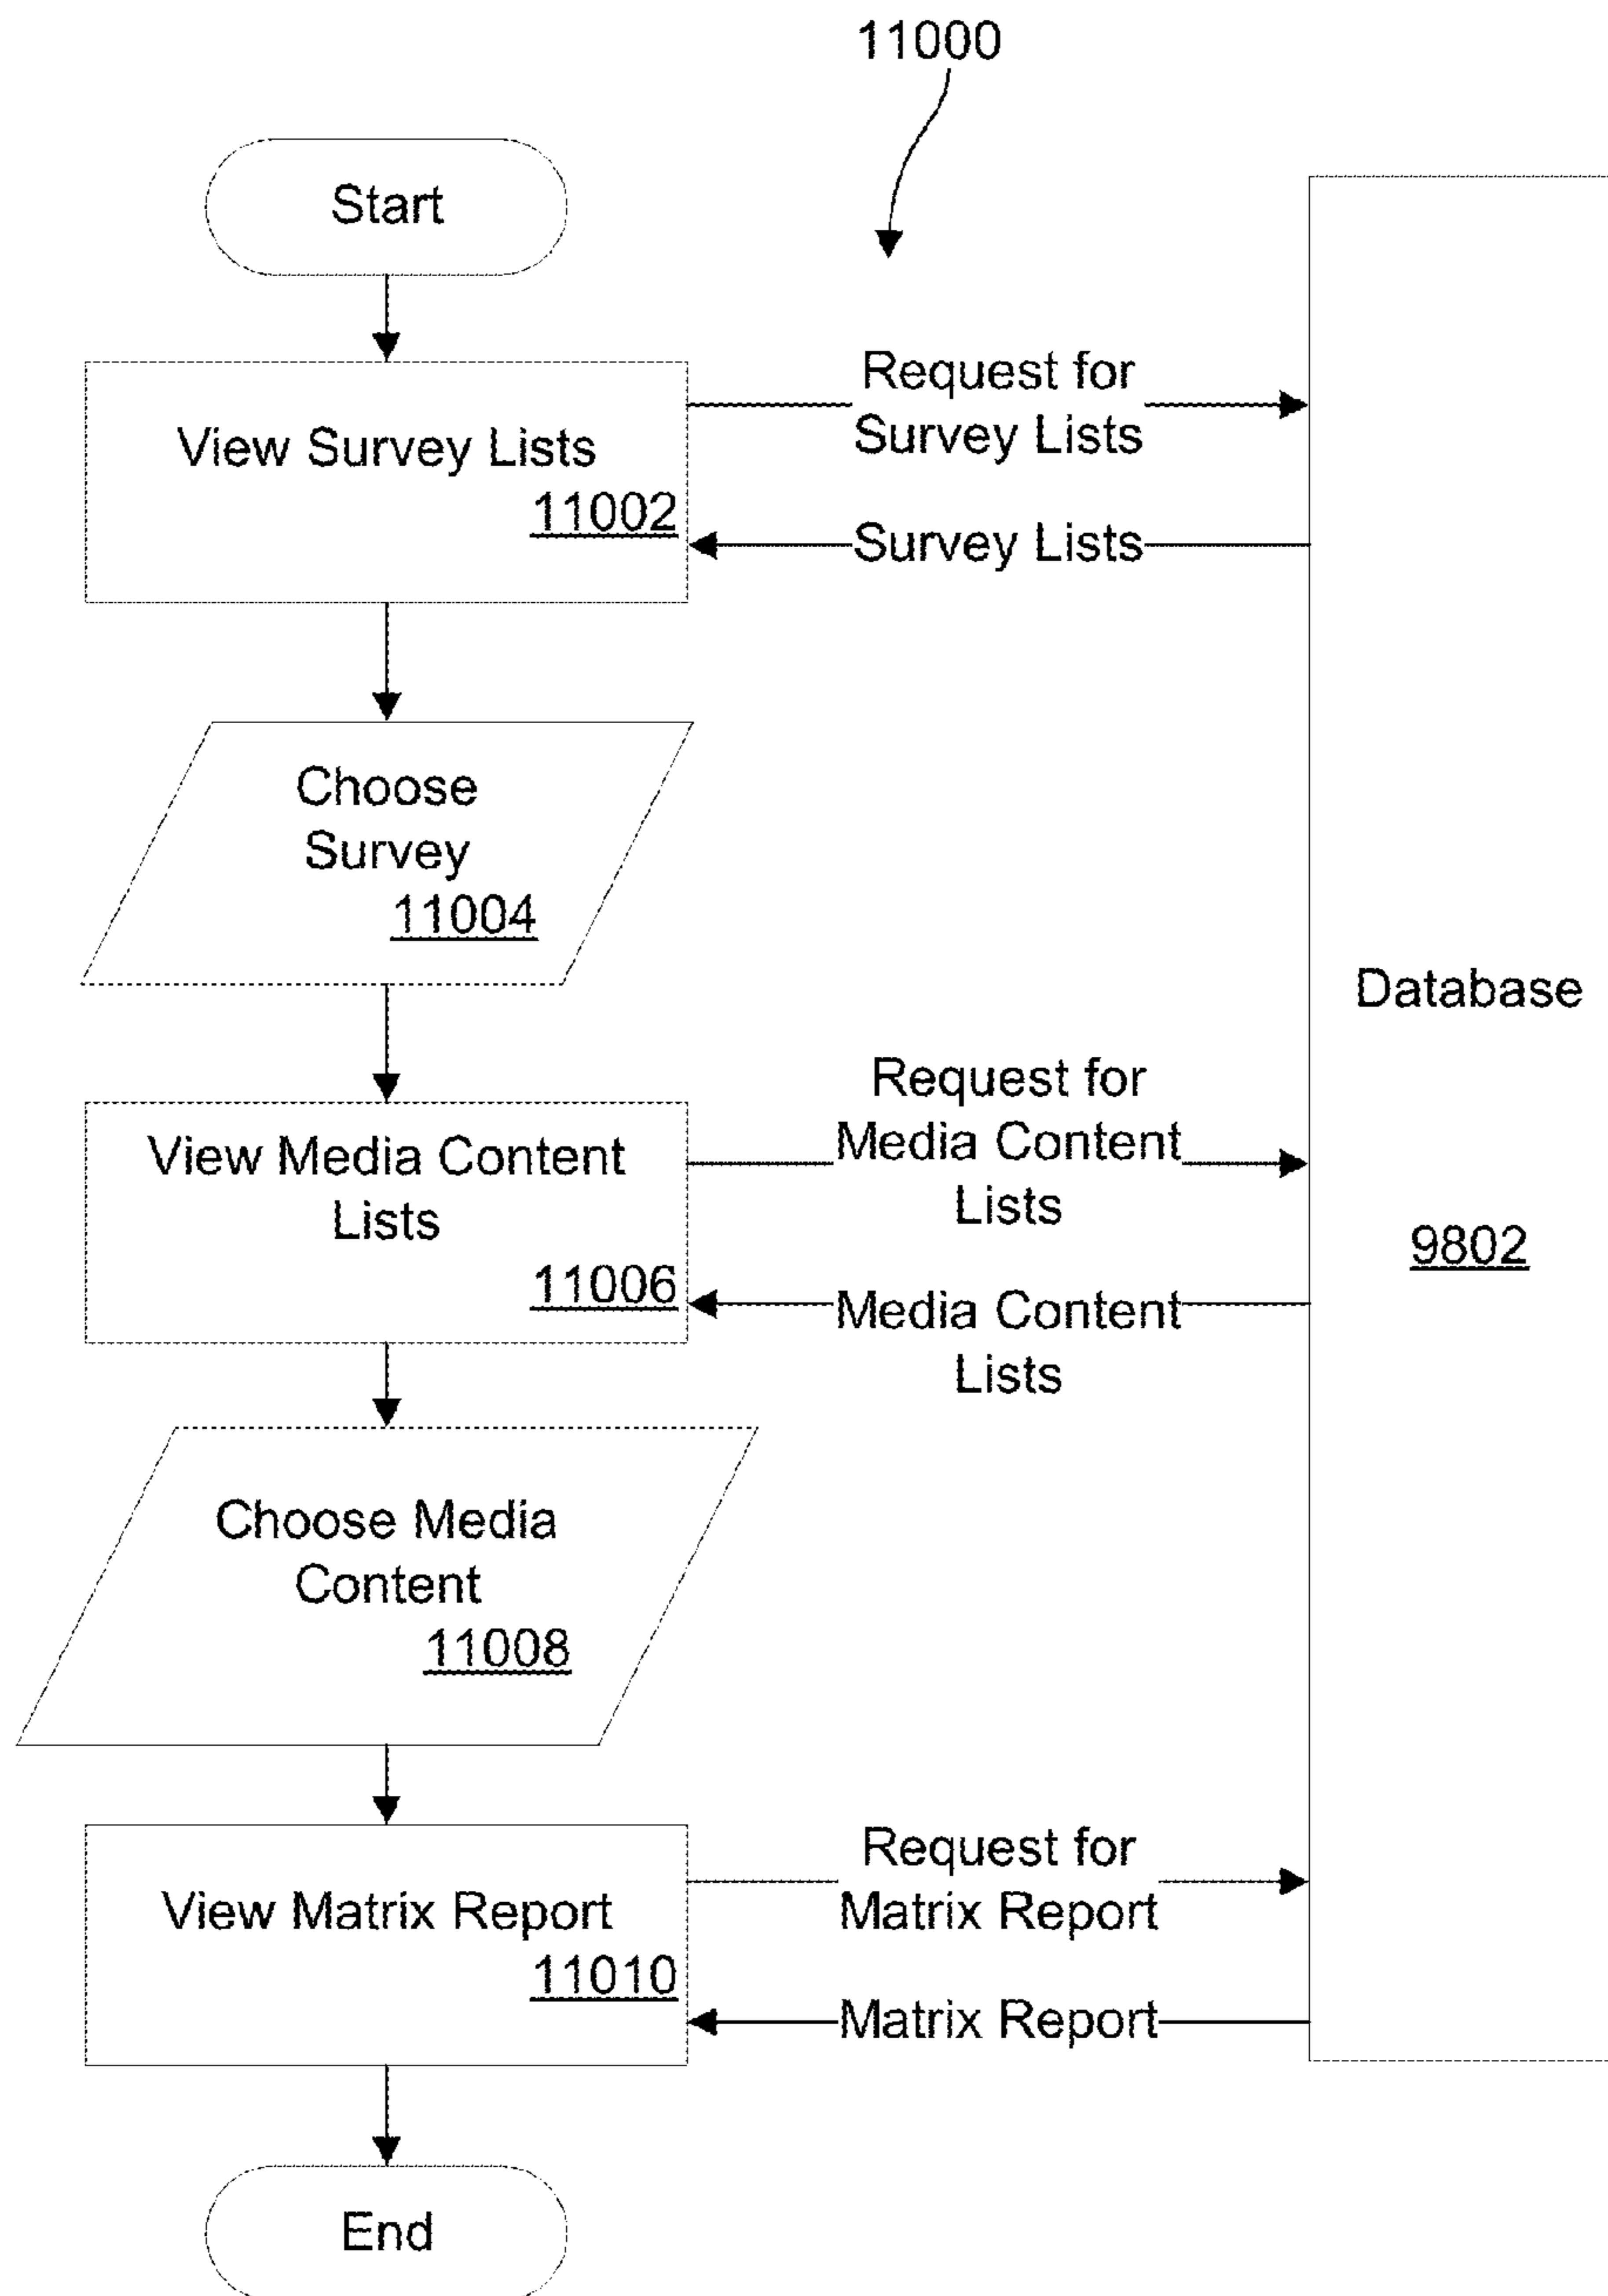 11000
Start
View Survey Lists
11002
Request for
Survey Lists
Survey Lists
Choose
Survey
11004
Database
9802
View Media Content
Lists
11006
Request for
Media Content
Lists
Media Content
Lists
Choose Media
Content
11008
View Matrix Report
11010
Request for
Matrix Report
Matrix Report
End